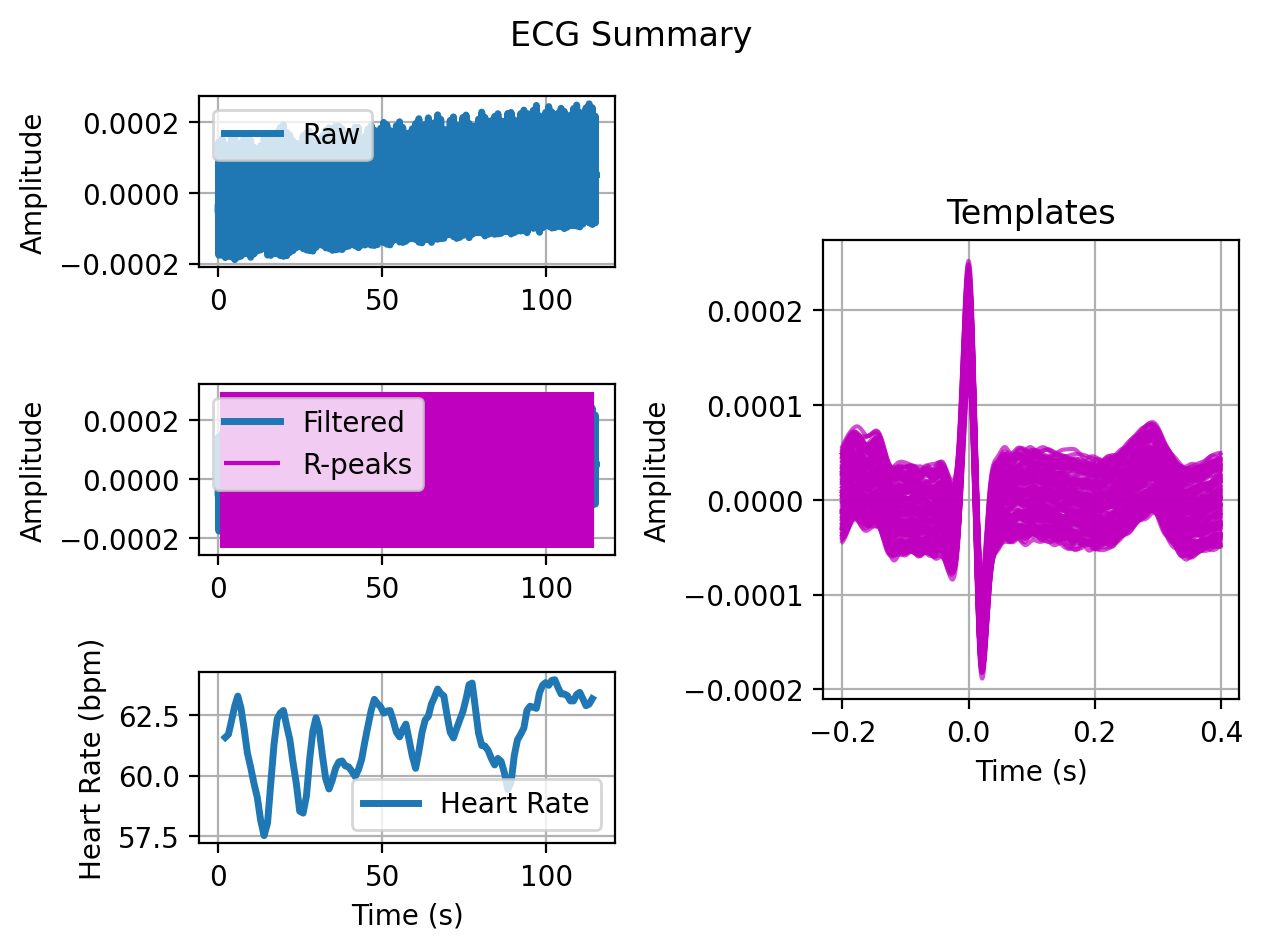 ECG Summary
Amplitude
0.0002
0.0000
−0.0002
Raw
0
50
100
Amplitude
0.0002
0.0000
−0.0002
Filtered
R-peaks
0
50
100
Heart Rate (bpm)
62.5
60.0
57.5
Heart Rate
0
50
100
Time (s)
Templates
Amplitude
0.0002
0.0001
0.0000
−0.0001
−0.0002
−0.2
0.0
0.2
0.4
Time (s)